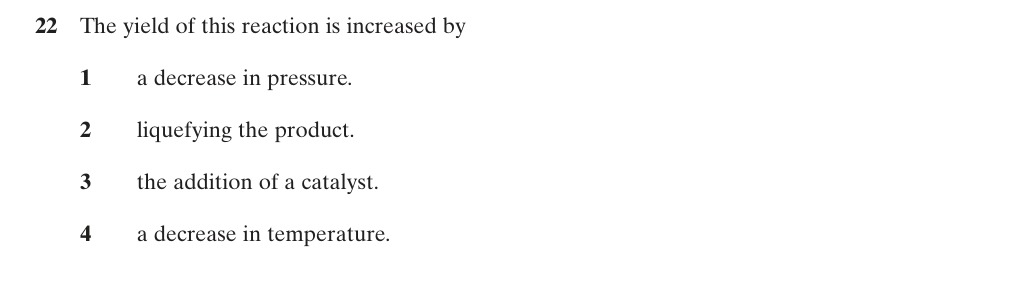 22 The yield of this reaction is increased by
1 a decrease in pressure.
2 liquefying the product.
3 the addition of a catalyst.
4 a decrease in temperature.